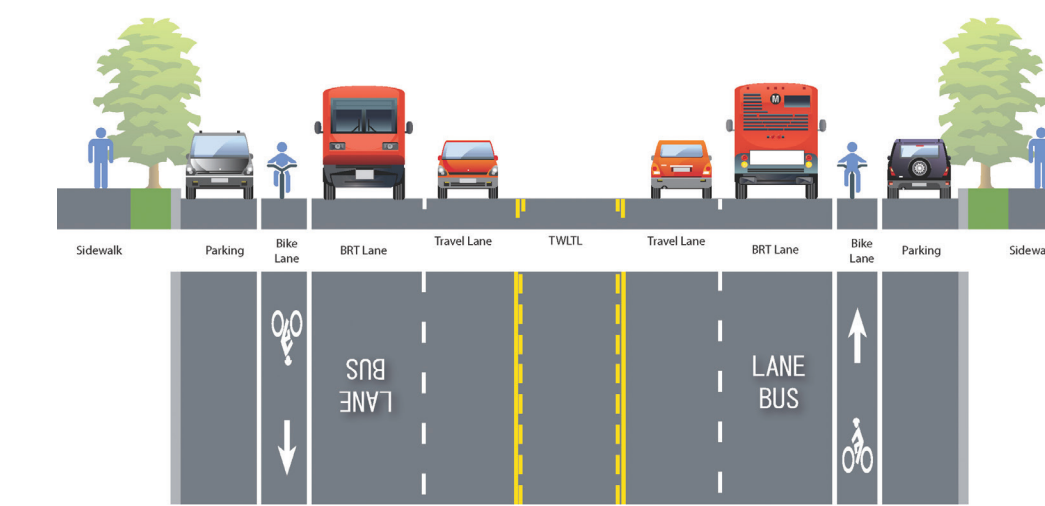 M
Sidewalk
Parking
Bike
Lane
BRT Lane
Travel Lane
TWLTL
Travel Lane
BRT Lane
Bike
Lane
Parking
Sidewa
BUS
LANE
LANE
BUS